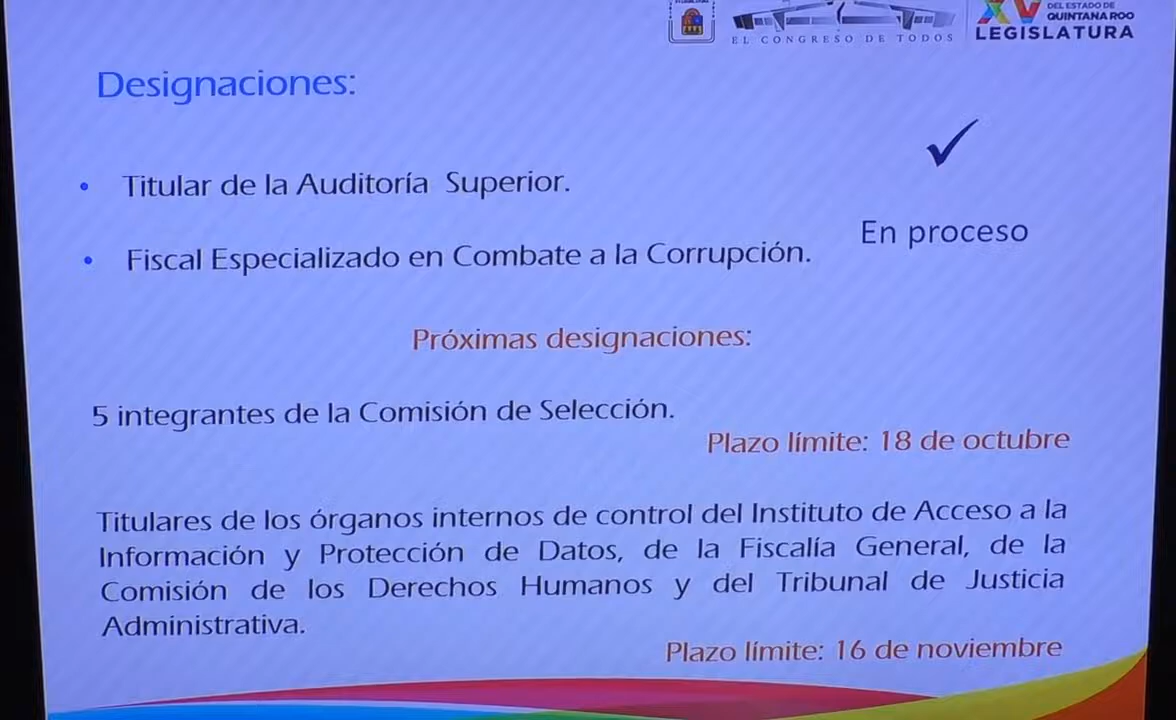 DEL ESTADO DE
QUINTANA ROO
EL CONGRESO DE TODOS
XV
LEGISLATURA
Designaciones:
• Titular de la Auditoría Superior.
• Fiscal Especializado en Combate a la Corrupción.
En proceso
Próximas designaciones:
5 integrantes de la Comisión de Selección.
Plazo límite: 18 de octubre
Titulares de los órganos internos de control del Instituto de Acceso a la
Información y Protección de Datos, de la Fiscalía General, de la
Comisión de los Derechos Humanos y del Tribunal de Justicia
Administrativa.
Plazo límite: 16 de noviembre